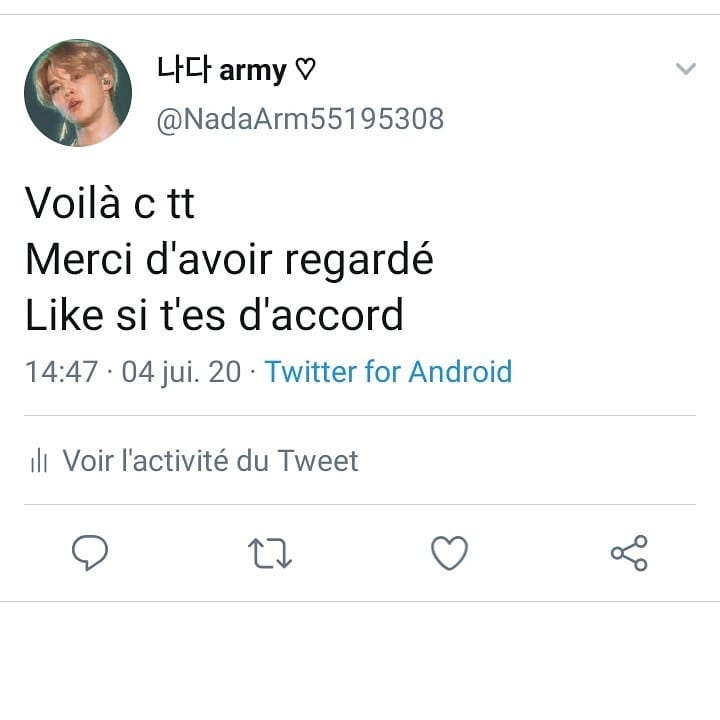 나다 army ♡
@NadaArm55195308
Voilà c tt
Merci d'avoir regardé
Like si t'es d'accord
14:47 · 04 jui. 20 · Twitter for Android
Voir l'activité du Tweet